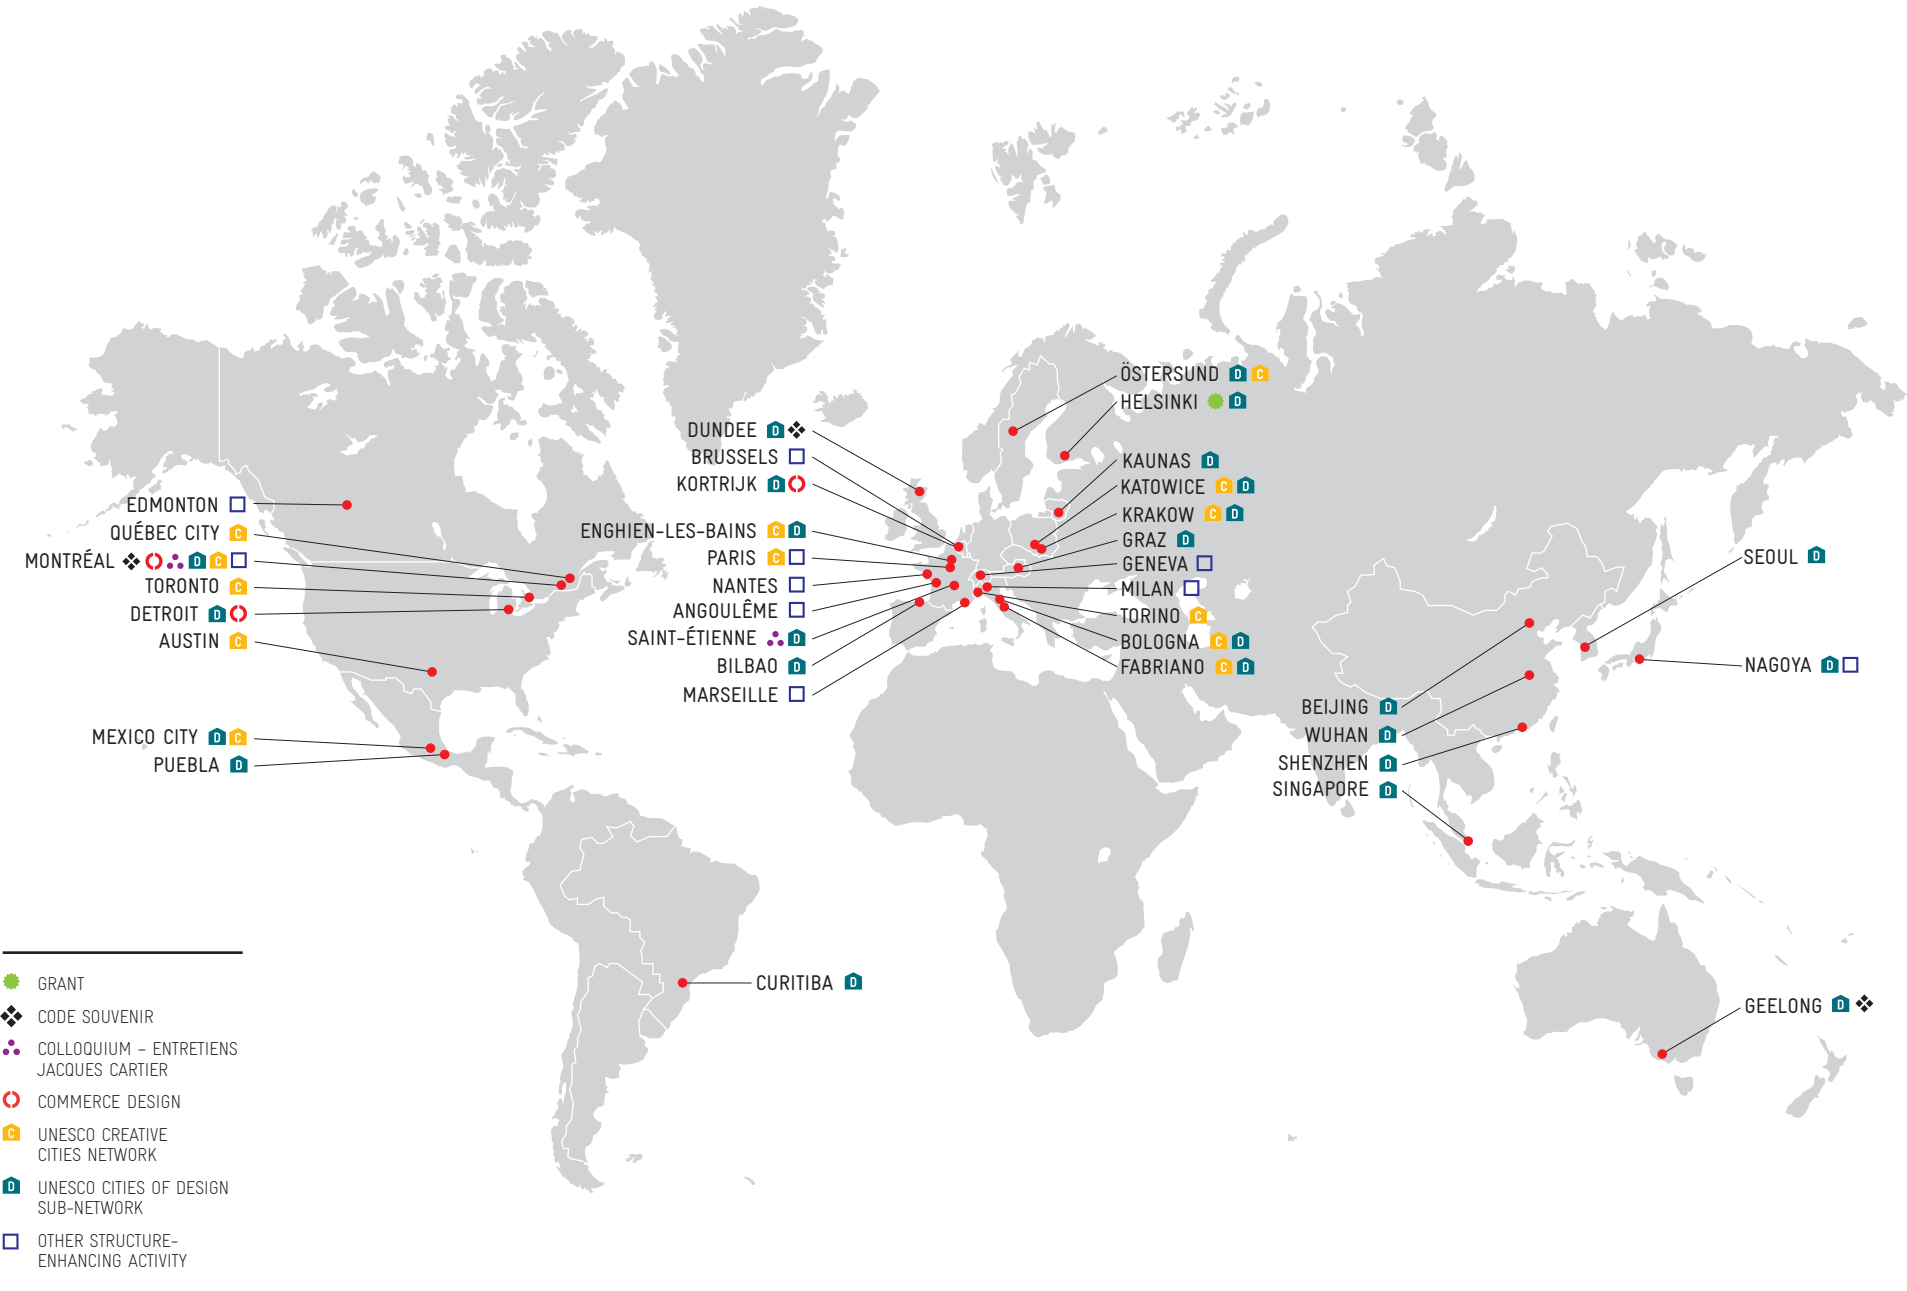 ÖSTERSUND D C
HELSINKI D
DUNDEE D
BRUSSELS
KORTRIJK D
KAUNAS D
KATOWICE C D
KRAKOW C D
GRAZ D
GENEVA
MILAN
TORINO C
BOLOGNA C D
FABRIANO C D
ENGHIEN-LES-BAINS C D
PARIS C
NANTES
ANGOULÊME
SAINT-ÉTIENNE D
BILBAO D
MARSEILLE
EDMONTON
QUÉBEC CITY C
MONTRÉAL D C
TORONTO C
DETROIT D
AUSTIN C
MEXICO CITY D C
PUEBLA D
SEOUL D
NAGOYA D
BEIJING D
WUHAN D
SHENZHEN D
SINGAPORE D
CURITIBA D
GEELONG D
GRANT
CODE SOUVENIR
COLLOQUIUM – ENTRETIENS
JACQUES CARTIER
COMMERCE DESIGN
C UNESCO CREATIVE
CITIES NETWORK
D UNESCO CITIES OF DESIGN
SUB-NETWORK
OTHER STRUCTURE-
ENHANCING ACTIVITY